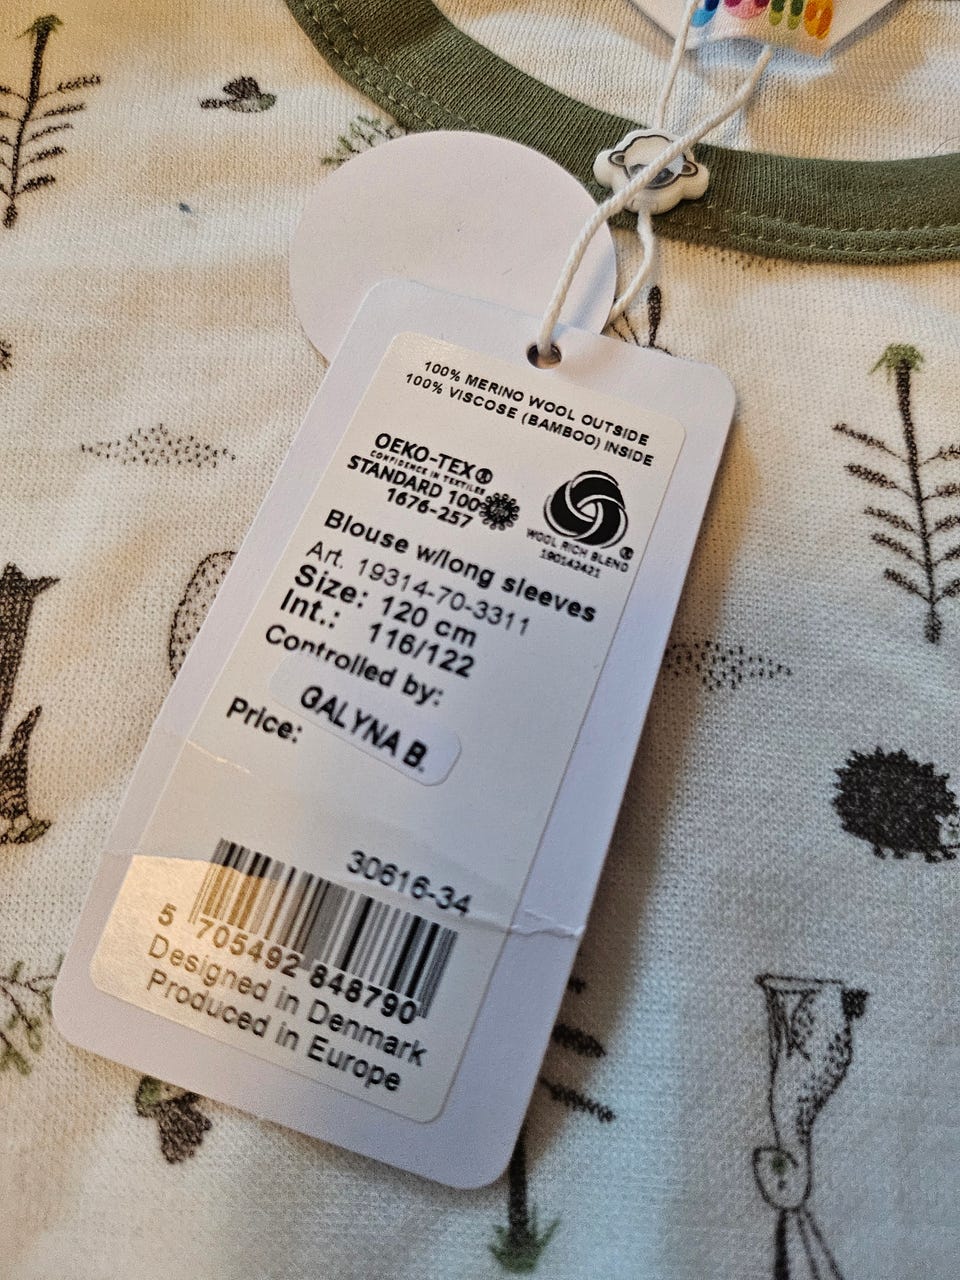 100% MERINO WOOL OUTSIDE
100% VISCOSE (BAMBOO) INSIDE
OEKO-TEX®
CONFIDENCE IN TEXTILES
STANDARD 100
1676-257
WOOL RICH BLEND
190142421
Blouse w/long sleeves
Art. 19314-70-3311
Size: 120 cm
Int.: 116/122
Controlled by:
GALYNA B.
Price:
30616-34
5 705492 848790
Designed in Denmark
Produced in Europe